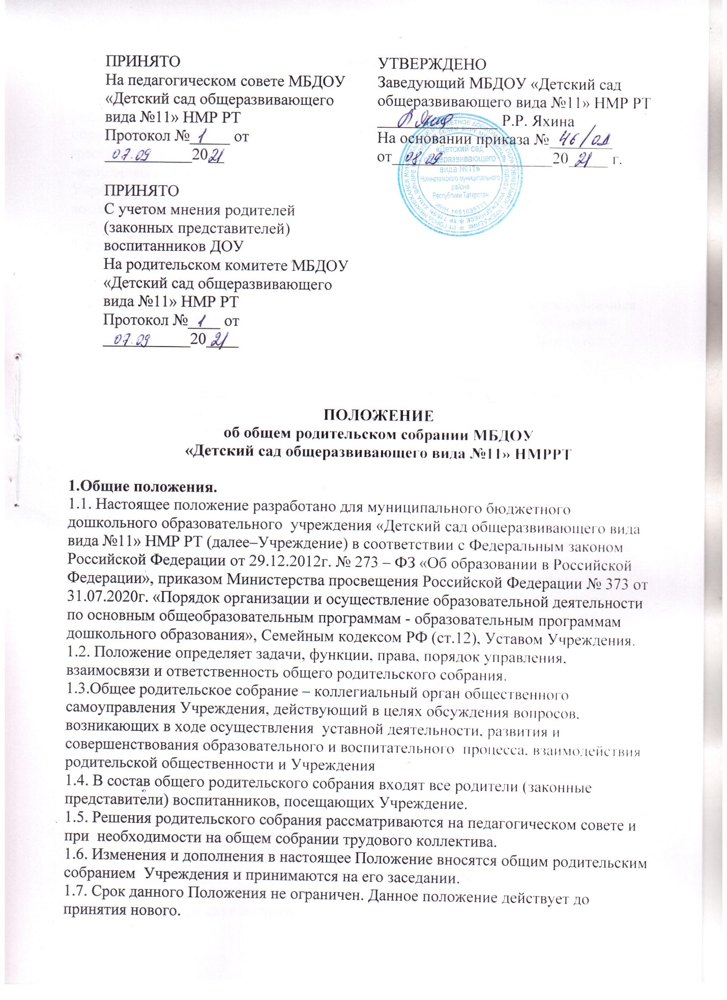 ПРИНЯТО
На педагогическом совете МБДОУ
«Детский сад общеразвивающего
вида №11» НМР РТ
Протокол № 1 от
07.09 2021
ПРИНЯТО
С учетом мнения родителей
(законных представителей)
воспитанников ДОУ
На родительском комитете МБДОУ
«Детский сад общеразвивающего
вида №11» НМР РТ
Протокол № 1 от
07.09 2021
УТВЕРЖДЕНО
Заведующий МБДОУ «Детский сад
общеразвивающего вида №11» НМР РТ
Р.Р. Яхина
На основании приказа № 46/од
от 08.09 2021 г.
«Детский сад
общеразвивающего
вида №11»
Нижнекамского муниципального
района
Республики Татарстан
ИНН 1651035171
ПОЛОЖЕНИЕ
об общем родительском собрании МБДОУ
«Детский сад общеразвивающего вида №11» НМРРТ
1.Общие положения.
1.1. Настоящее положение разработано для муниципального бюджетного
дошкольного образовательного учреждения «Детский сад общеразвивающего вида
вида №11» НМР РТ (далее–Учреждение) в соответствии с Федеральным законом
Российской Федерации от 29.12.2012г. № 273 – ФЗ «Об образовании в Российской
Федерации», приказом Министерства просвещения Российской Федерации № 373 от
31.07.2020г. «Порядок организации и осуществление образовательной деятельности
по основным общеобразовательным программам - образовательным программам
дошкольного образования», Семейным кодексом РФ (ст.12), Уставом Учреждения.
1.2. Положение определяет задачи, функции, права, порядок управления,
взаимосвязи и ответственность общего родительского собрания.
1.3.Общее родительское собрание – коллегиальный орган общественного
самоуправления Учреждения, действующий в целях обсуждения вопросов,
возникающих в ходе осуществления уставной деятельности, развития и
совершенствования образовательного и воспитательного процесса, взаимодействия
родительской общественности и Учреждения
1.4. В состав общего родительского собрания входят все родители (законные
представители) воспитанников, посещающих Учреждение.
1.5. Решения родительского собрания рассматриваются на педагогическом совете и
при необходимости на общем собрании трудового коллектива.
1.6. Изменения и дополнения в настоящее Положение вносятся общим родительским
собранием Учреждения и принимаются на его заседании.
1.7. Срок данного Положения не ограничен. Данное положение действует до
принятия нового.